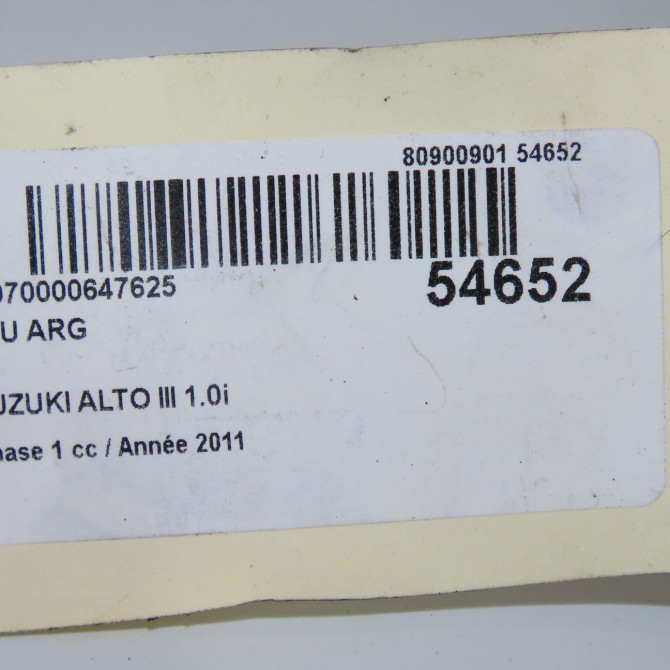 80900901 54652
070000647625
54652
U ARG
UZUKI ALTO III 1.0i
hase 1 cc / Année 2011